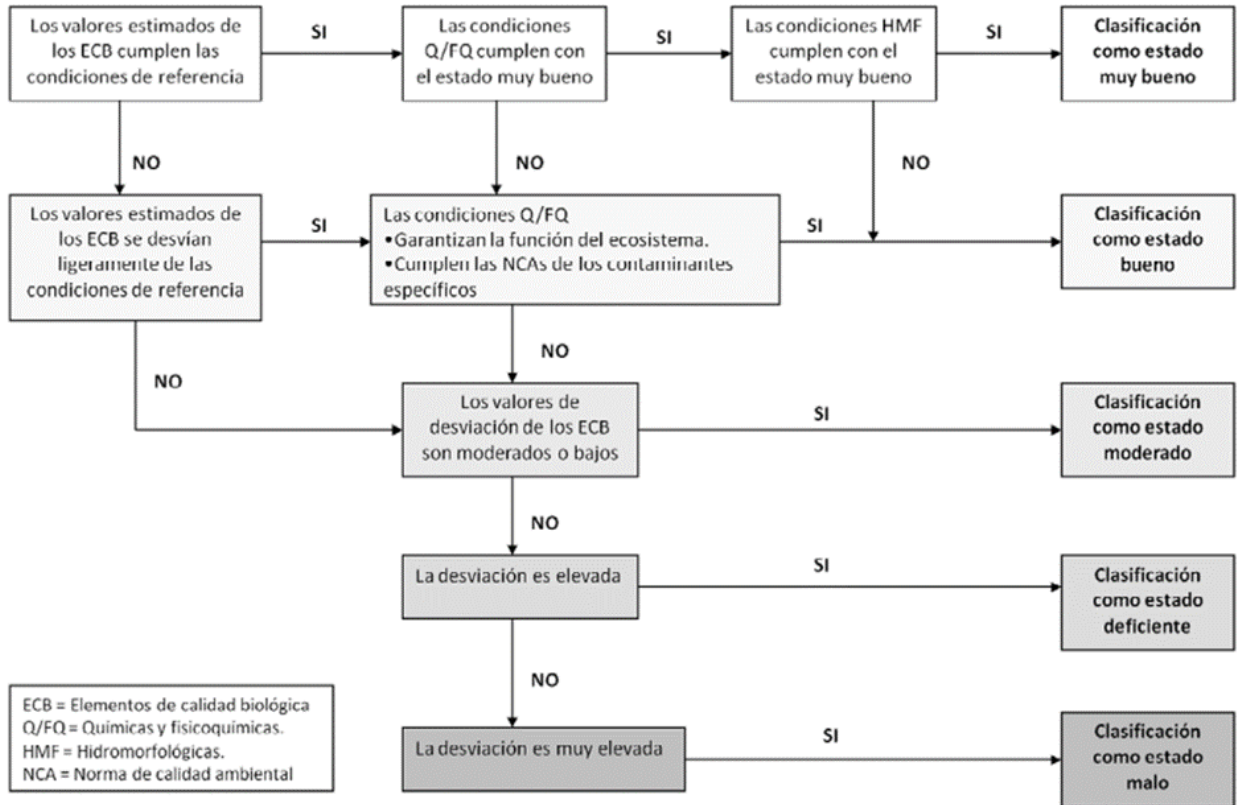 Los valores estimados de
los ECB cumplen las
condiciones de referencia
SI
Las condiciones
Q/FQ cumplen con
el estado muy bueno
SI
Las condiciones HMF
cumplen con el
estado muy bueno
SI
Clasificación
como estado
muy bueno
NO
NO
NO
Los valores estimados de
los ECB se desvían
ligeramente de las
condiciones de referencia
SI
Las condiciones Q/FQ
•Garantizan la función del ecosistema.
•Cumplen las NCAs de los contaminantes
específicos
SI
Clasificación
como estado
bueno
NO
NO
Los valores de
desviación de los ECB
son moderados o bajos
SI
Clasificación
como estado
moderado
NO
La desviación es elevada
SI
Clasificación
como estado
deficiente
NO
La desviación es muy elevada
SI
Clasificación
como estado
malo
ECB = Elementos de calidad biológica
Q/FQ = Químicas y fisicoquímicas.
HMF = Hidromorfológicas.
NCA = Norma de calidad ambiental